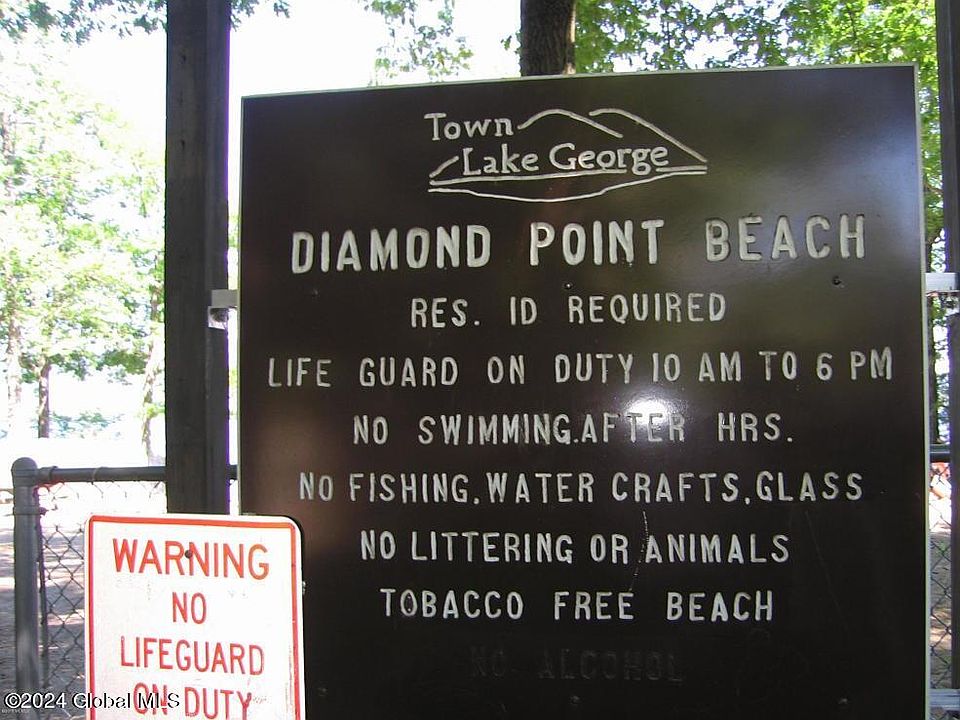 Town
Lake George
DIAMOND POINT BEACH
RES. ID REQUIRED
LIFE GUARD ON DUTY 10 AM TO 6 PM
NO SWIMMING.AFTER HRS.
NO FISHING.WATER CRAFTS,GLASS
NO LITTERING OR ANIMALS
TOBACCO FREE BEACH
NO ALCOHOL
WARNING
NO
LIFEGUARD
ON DUTY
©2024 Global MLS